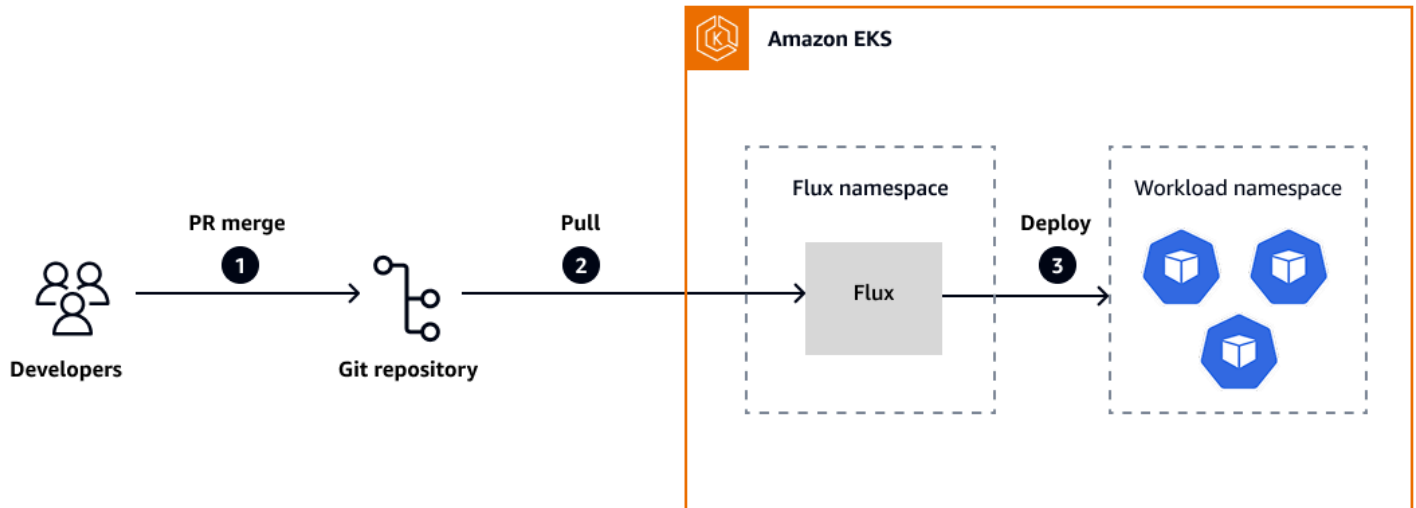 Amazon EKS
Flux namespace
Workload namespace
PR merge
Pull
Deploy
1
2
3
Flux
Developers
Git repository